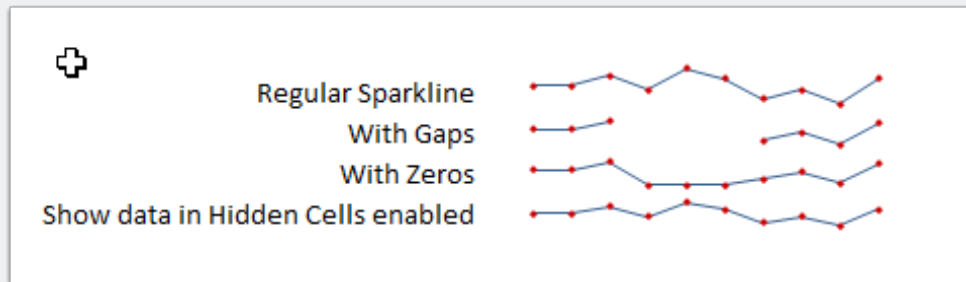 Regular Sparkline
With Gaps
With Zeros
Show data in Hidden Cells enabled